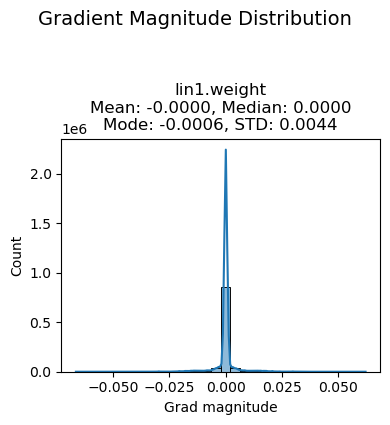 Gradient Magnitude Distribution
lin1.weight
Mean: -0.0000, Median: 0.0000
Mode: -0.0006, STD: 0.0044
1e6
2.0
1.5
1.0
0.5
0.0
Count
−0.050 −0.025 0.000 0.025 0.050
Grad magnitude